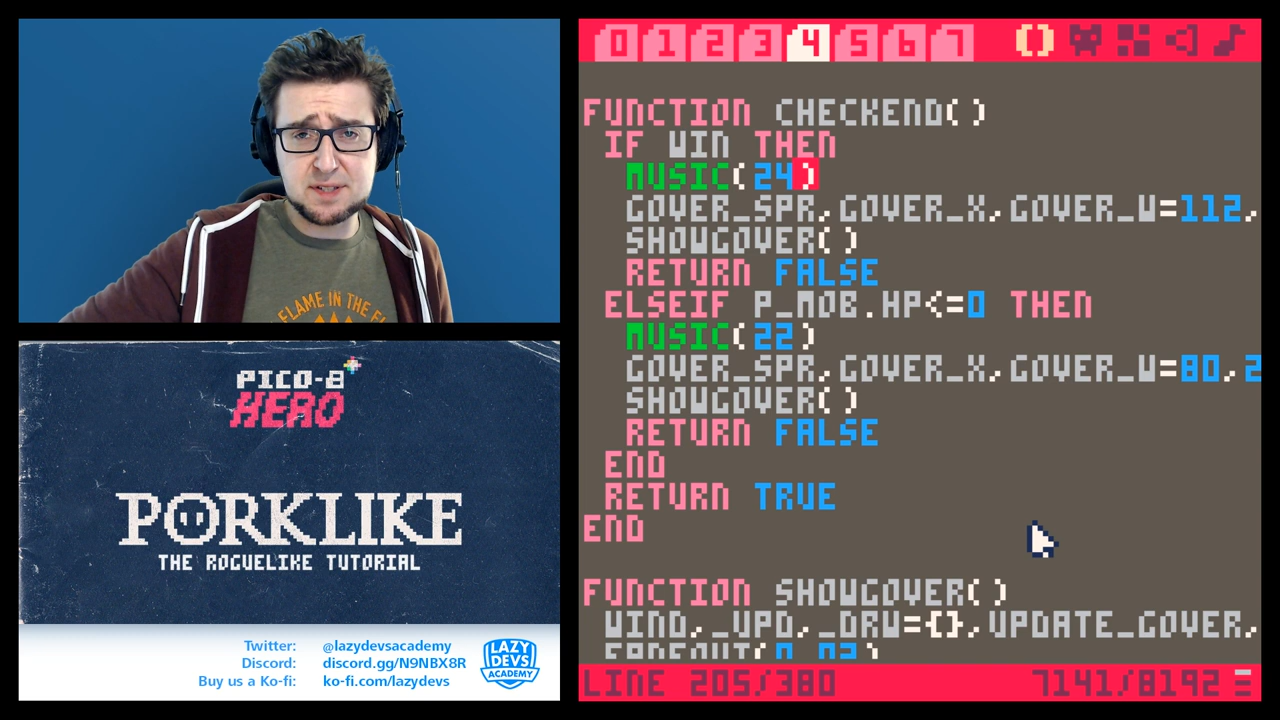 FLAME IN THE F
PICO-8
HERO
PORKLIKE
THE ROGUELIKE TUTORIAL
Twitter: @lazydevsacademy
Discord: discord.gg/N9NBX8R
Buy us a Ko-fi: ko-fi.com/lazydevs
LAZY
DEVS
ACADEMY
0 1 2 3 4 5 6 7
FUNCTION CHECKEND()
IF WIN THEN
MUSIC(24)
GOVER_SPR,GOVER_X,GOVER_W=112,
SHOWGOVER()
RETURN FALSE
ELSEIF P_MOB.HP<=0 THEN
MUSIC(22)
GOVER_SPR,GOVER_X,GOVER_W=80,2
SHOWGOVER()
RETURN FALSE
END
RETURN TRUE
END
FUNCTION SHOWGOVER()
WIND,_UPD,_DRW={},UPDATE_GOVER,
FADEOUT(0.02)
LINE 205/380
7141/8192